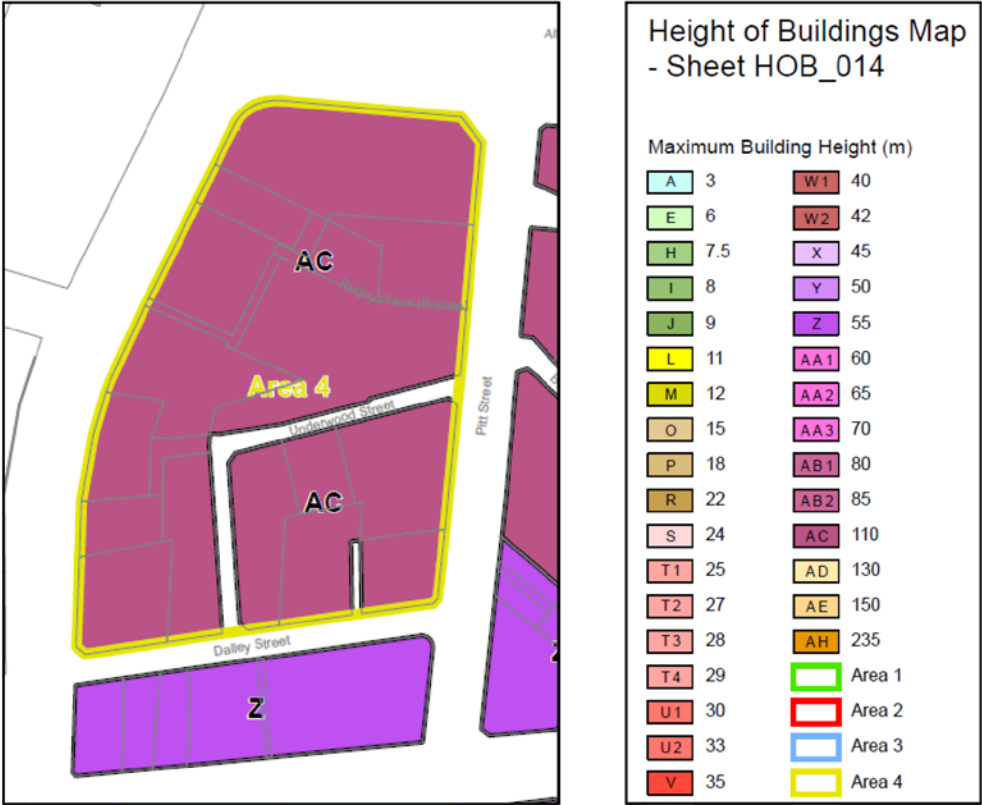 Al
AC
Rugby Place (Private)
Area 4
Underwood Street
Pitt Street
AC
Dalley Street
Z
Z
Height of Buildings Map
- Sheet HOB_014
Maximum Building Height (m)
A 3
E 6
H 7.5
I 8
J 9
L 11
M 12
O 15
P 18
R 22
S 24
T1 25
T2 27
T3 28
T4 29
U1 30
U2 33
V 35
W1 40
W2 42
X 45
Y 50
Z 55
AA1 60
AA2 65
AA3 70
AB1 80
AB2 85
AC 110
AD 130
AE 150
AH 235
Area 1
Area 2
Area 3
Area 4